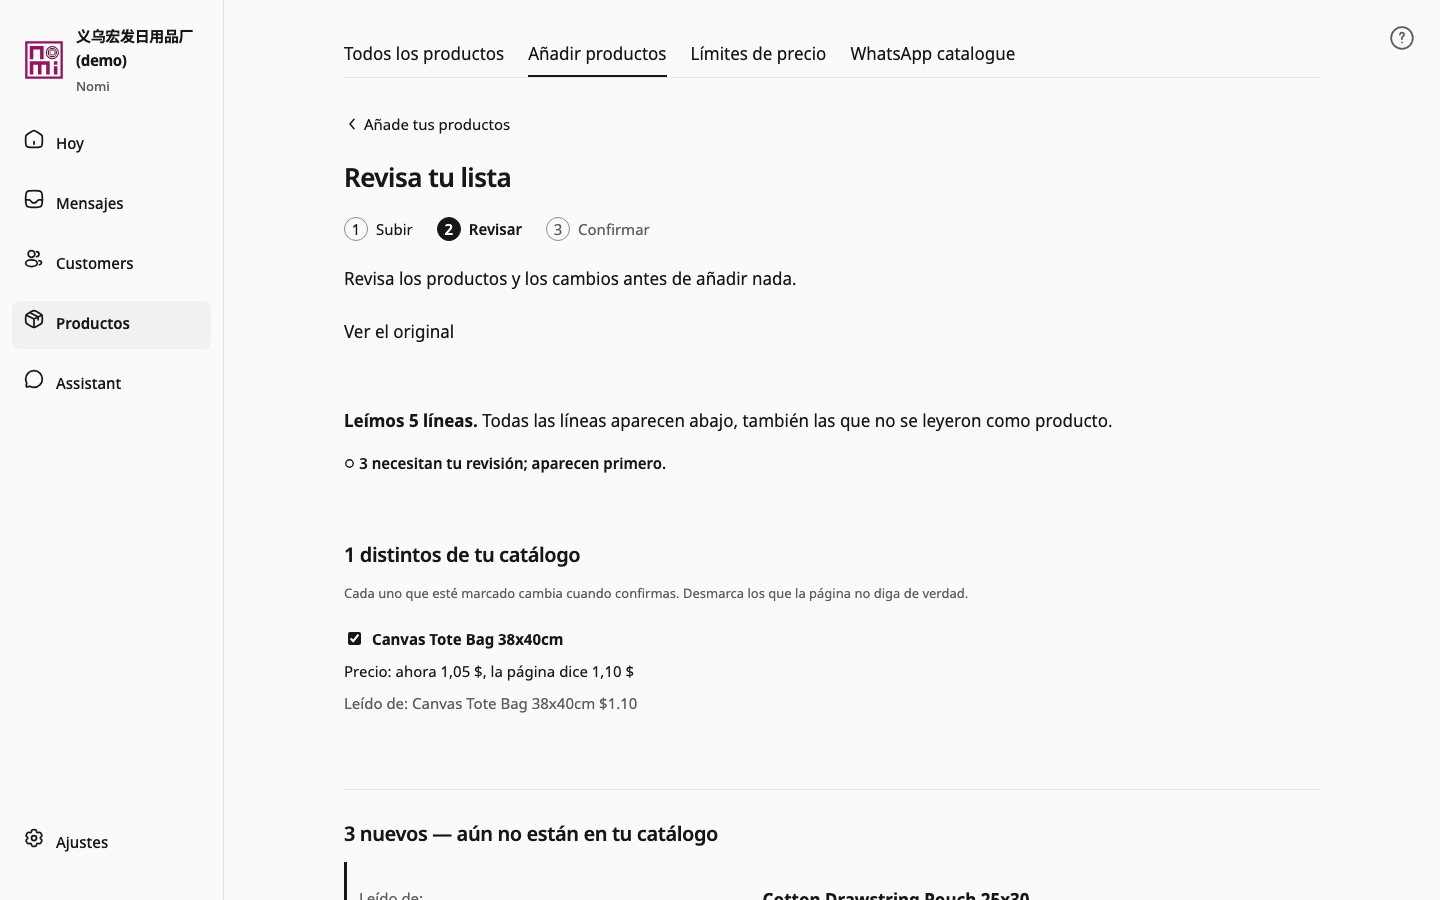 义乌宏发日用品厂
(demo)
Nomi
Hoy
Mensajes
Customers
Productos
Assistant
Ajustes
Todos los productos
Añadir productos
Límites de precio
WhatsApp catalogue
Añade tus productos
Revisa tu lista
1 Subir
2 Revisar
3 Confirmar
Revisa los productos y los cambios antes de añadir nada.
Ver el original
Leímos 5 líneas. Todas las líneas aparecen abajo, también las que no se leyeron como producto.
3 necesitan tu revisión; aparecen primero.
1 distintos de tu catálogo
Cada uno que esté marcado cambia cuando confirmas. Desmarca los que la página no diga de verdad.
Canvas Tote Bag 38x40cm
Precio: ahora 1,05 $, la página dice 1,10 $
Leído de: Canvas Tote Bag 38x40cm $1.10
3 nuevos — aún no están en tu catálogo
Leído de:
Cotton Drawstring Pouch 25x30